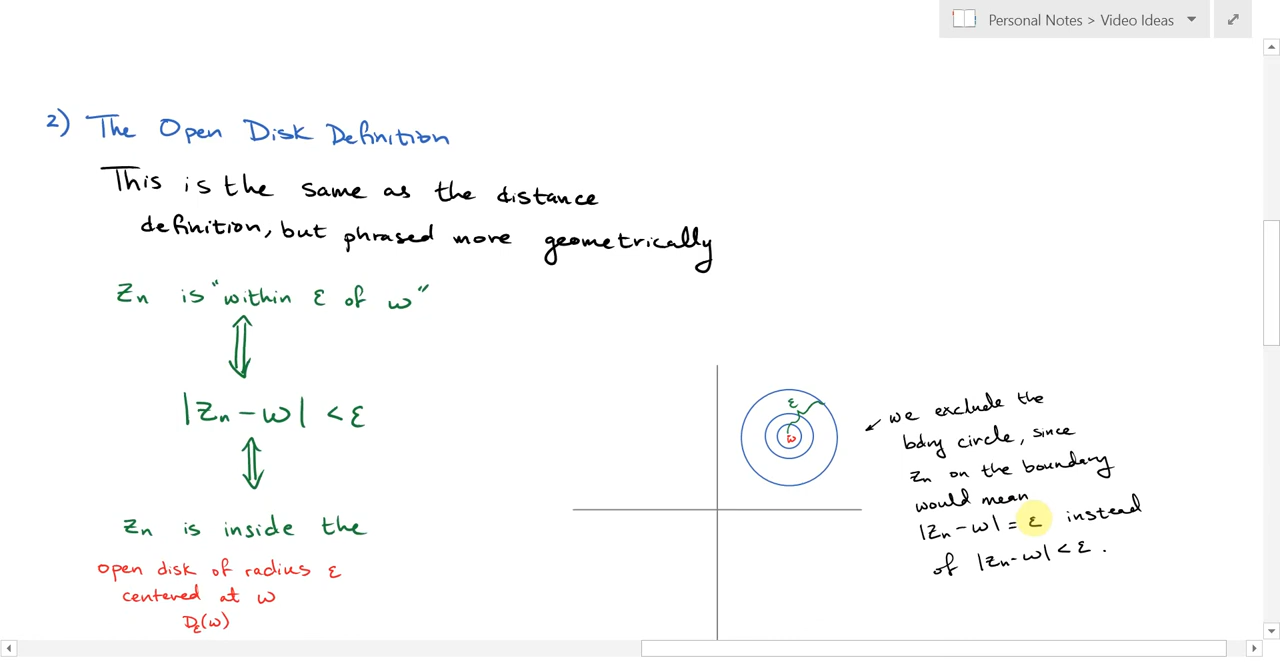 Personal Notes > Video Ideas
2) The Open Disk Definition
This is the same as the distance
definition, but phrased more geometrically
Zn is "within ε of w"
|Zn - w| < ε
Zn is inside the
open disk of radius ε
centered at w
Dε(w)
ε
w
we exclude the
bdry circle, since
Zn on the boundary
would mean
|Zn - w| = ε instead
of |Zn - w| < ε.